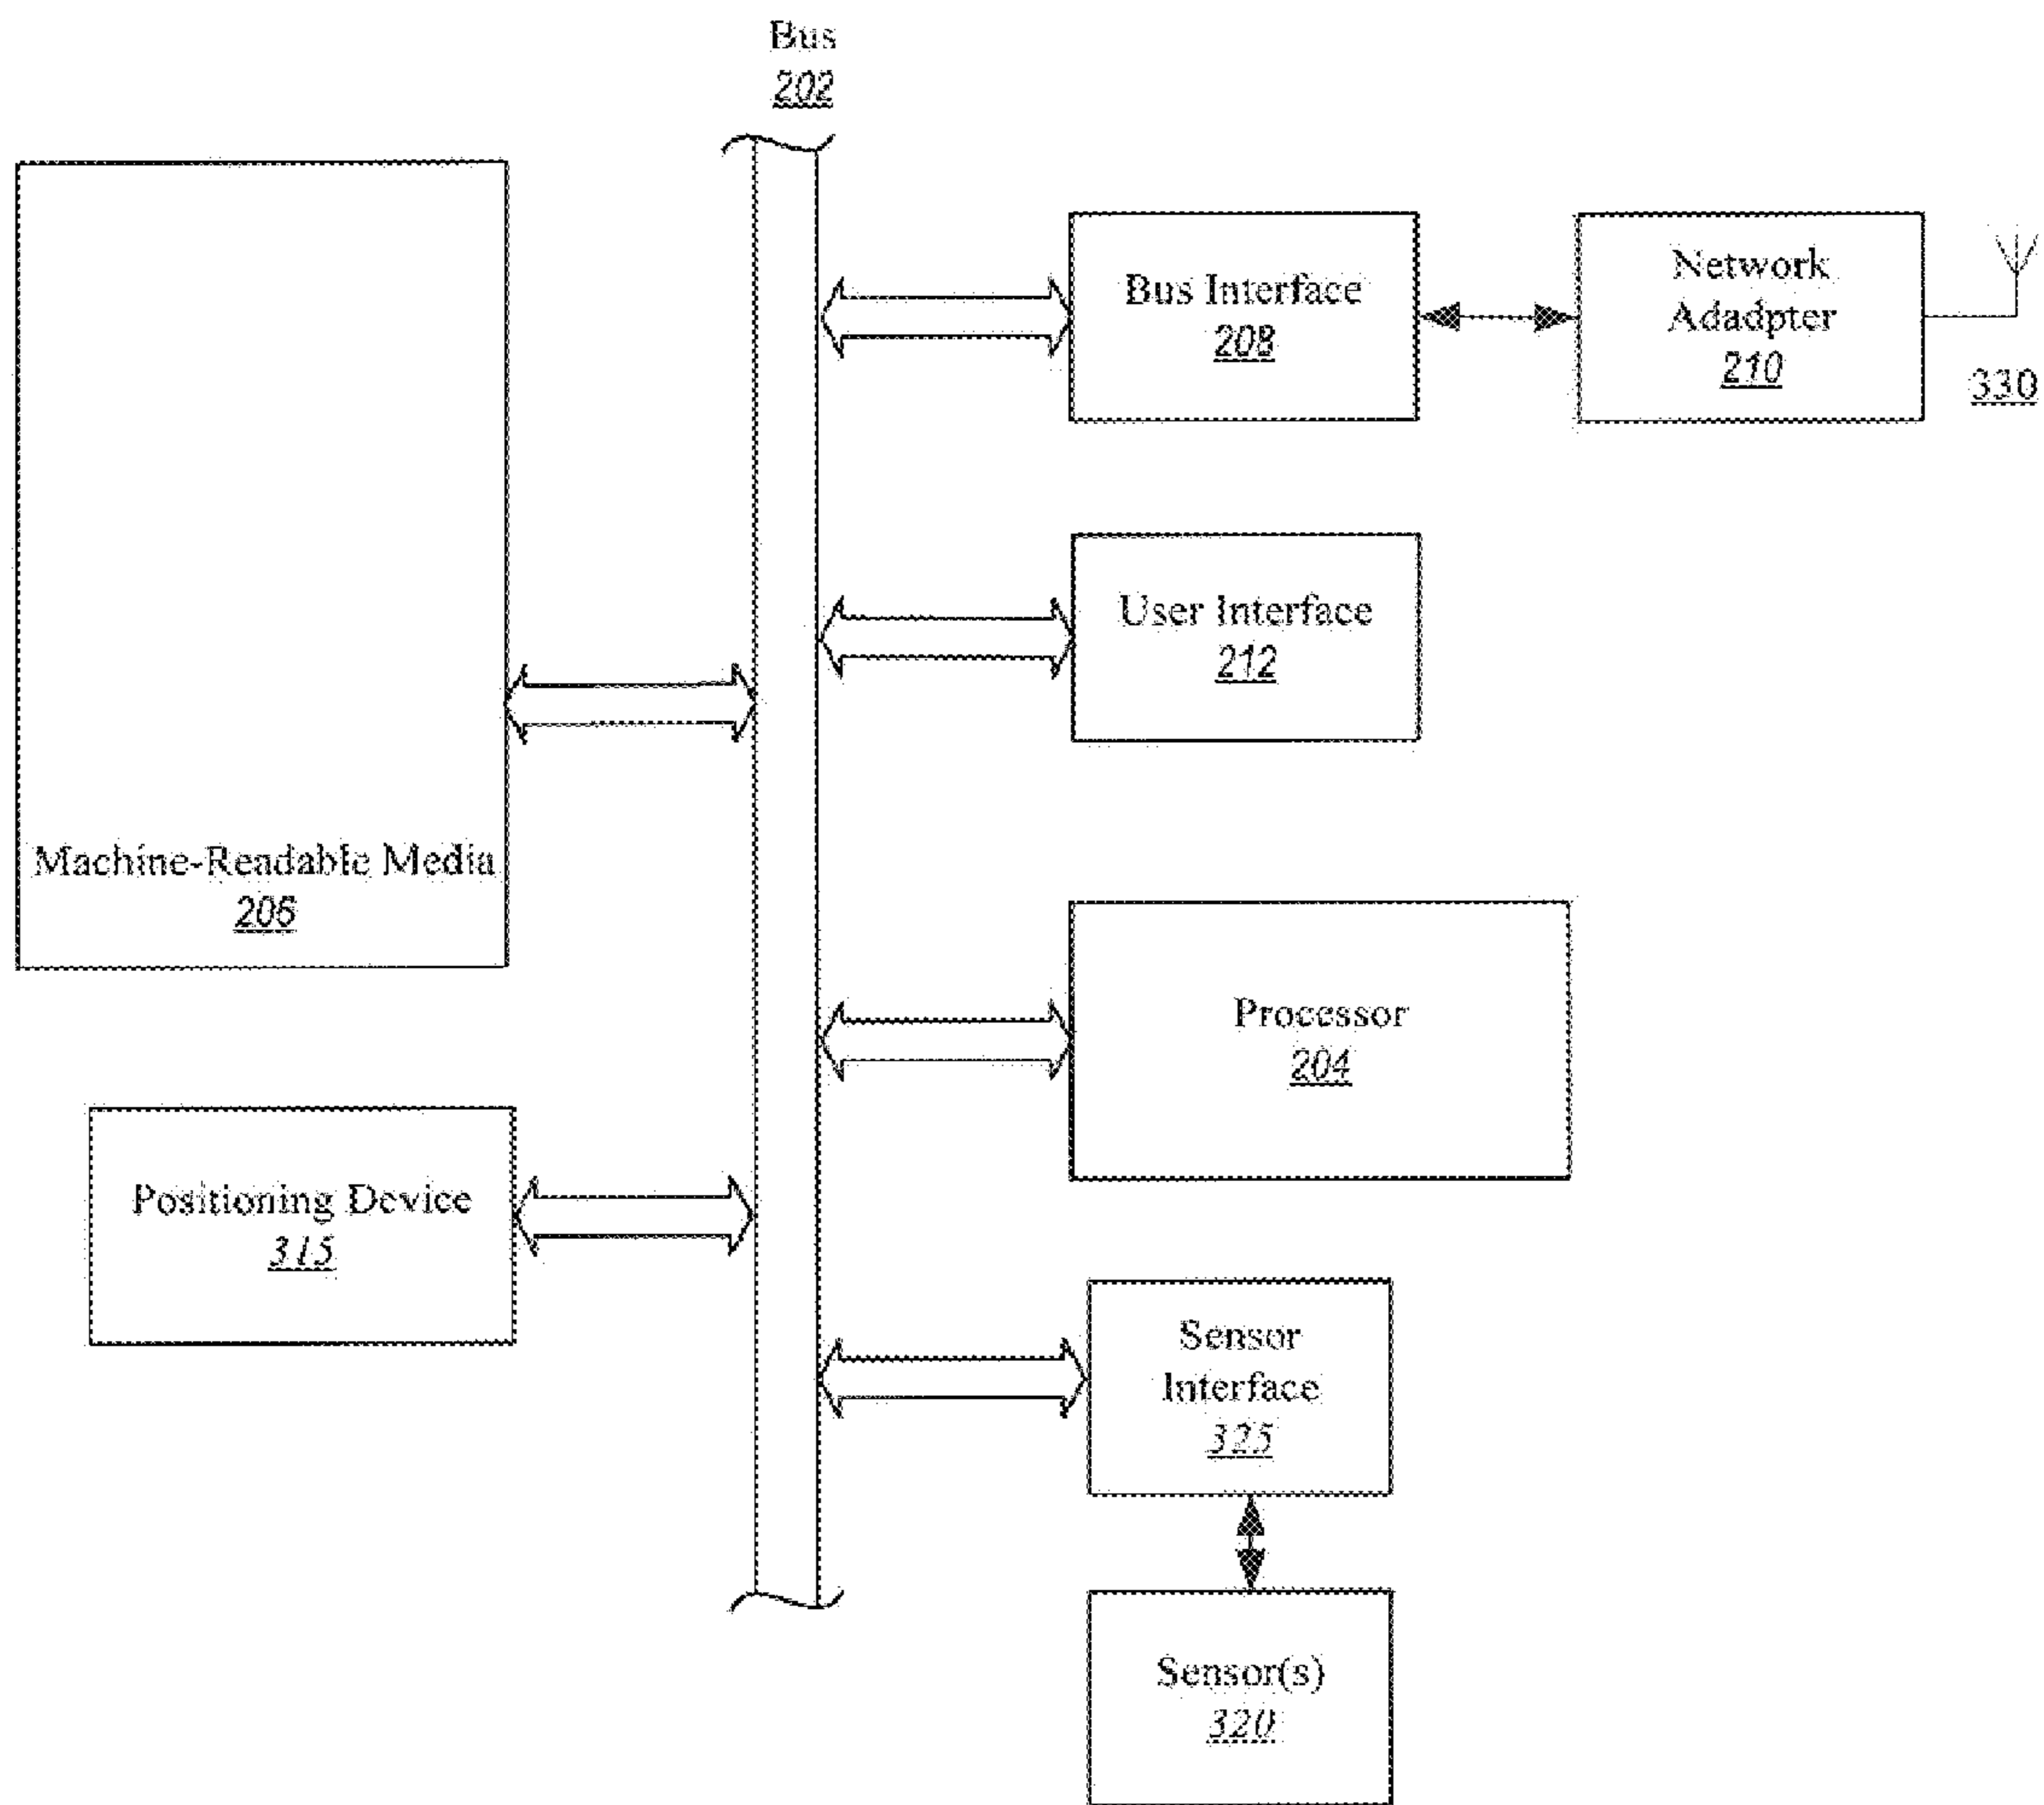 Bus
202
Bus Interface
208
Network
Adadpter
210
330
User Interface
212
Machine-Readable Media
206
Processor
204
Positioning Device
315
Sensor
Interface
325
Sensor(s)
320